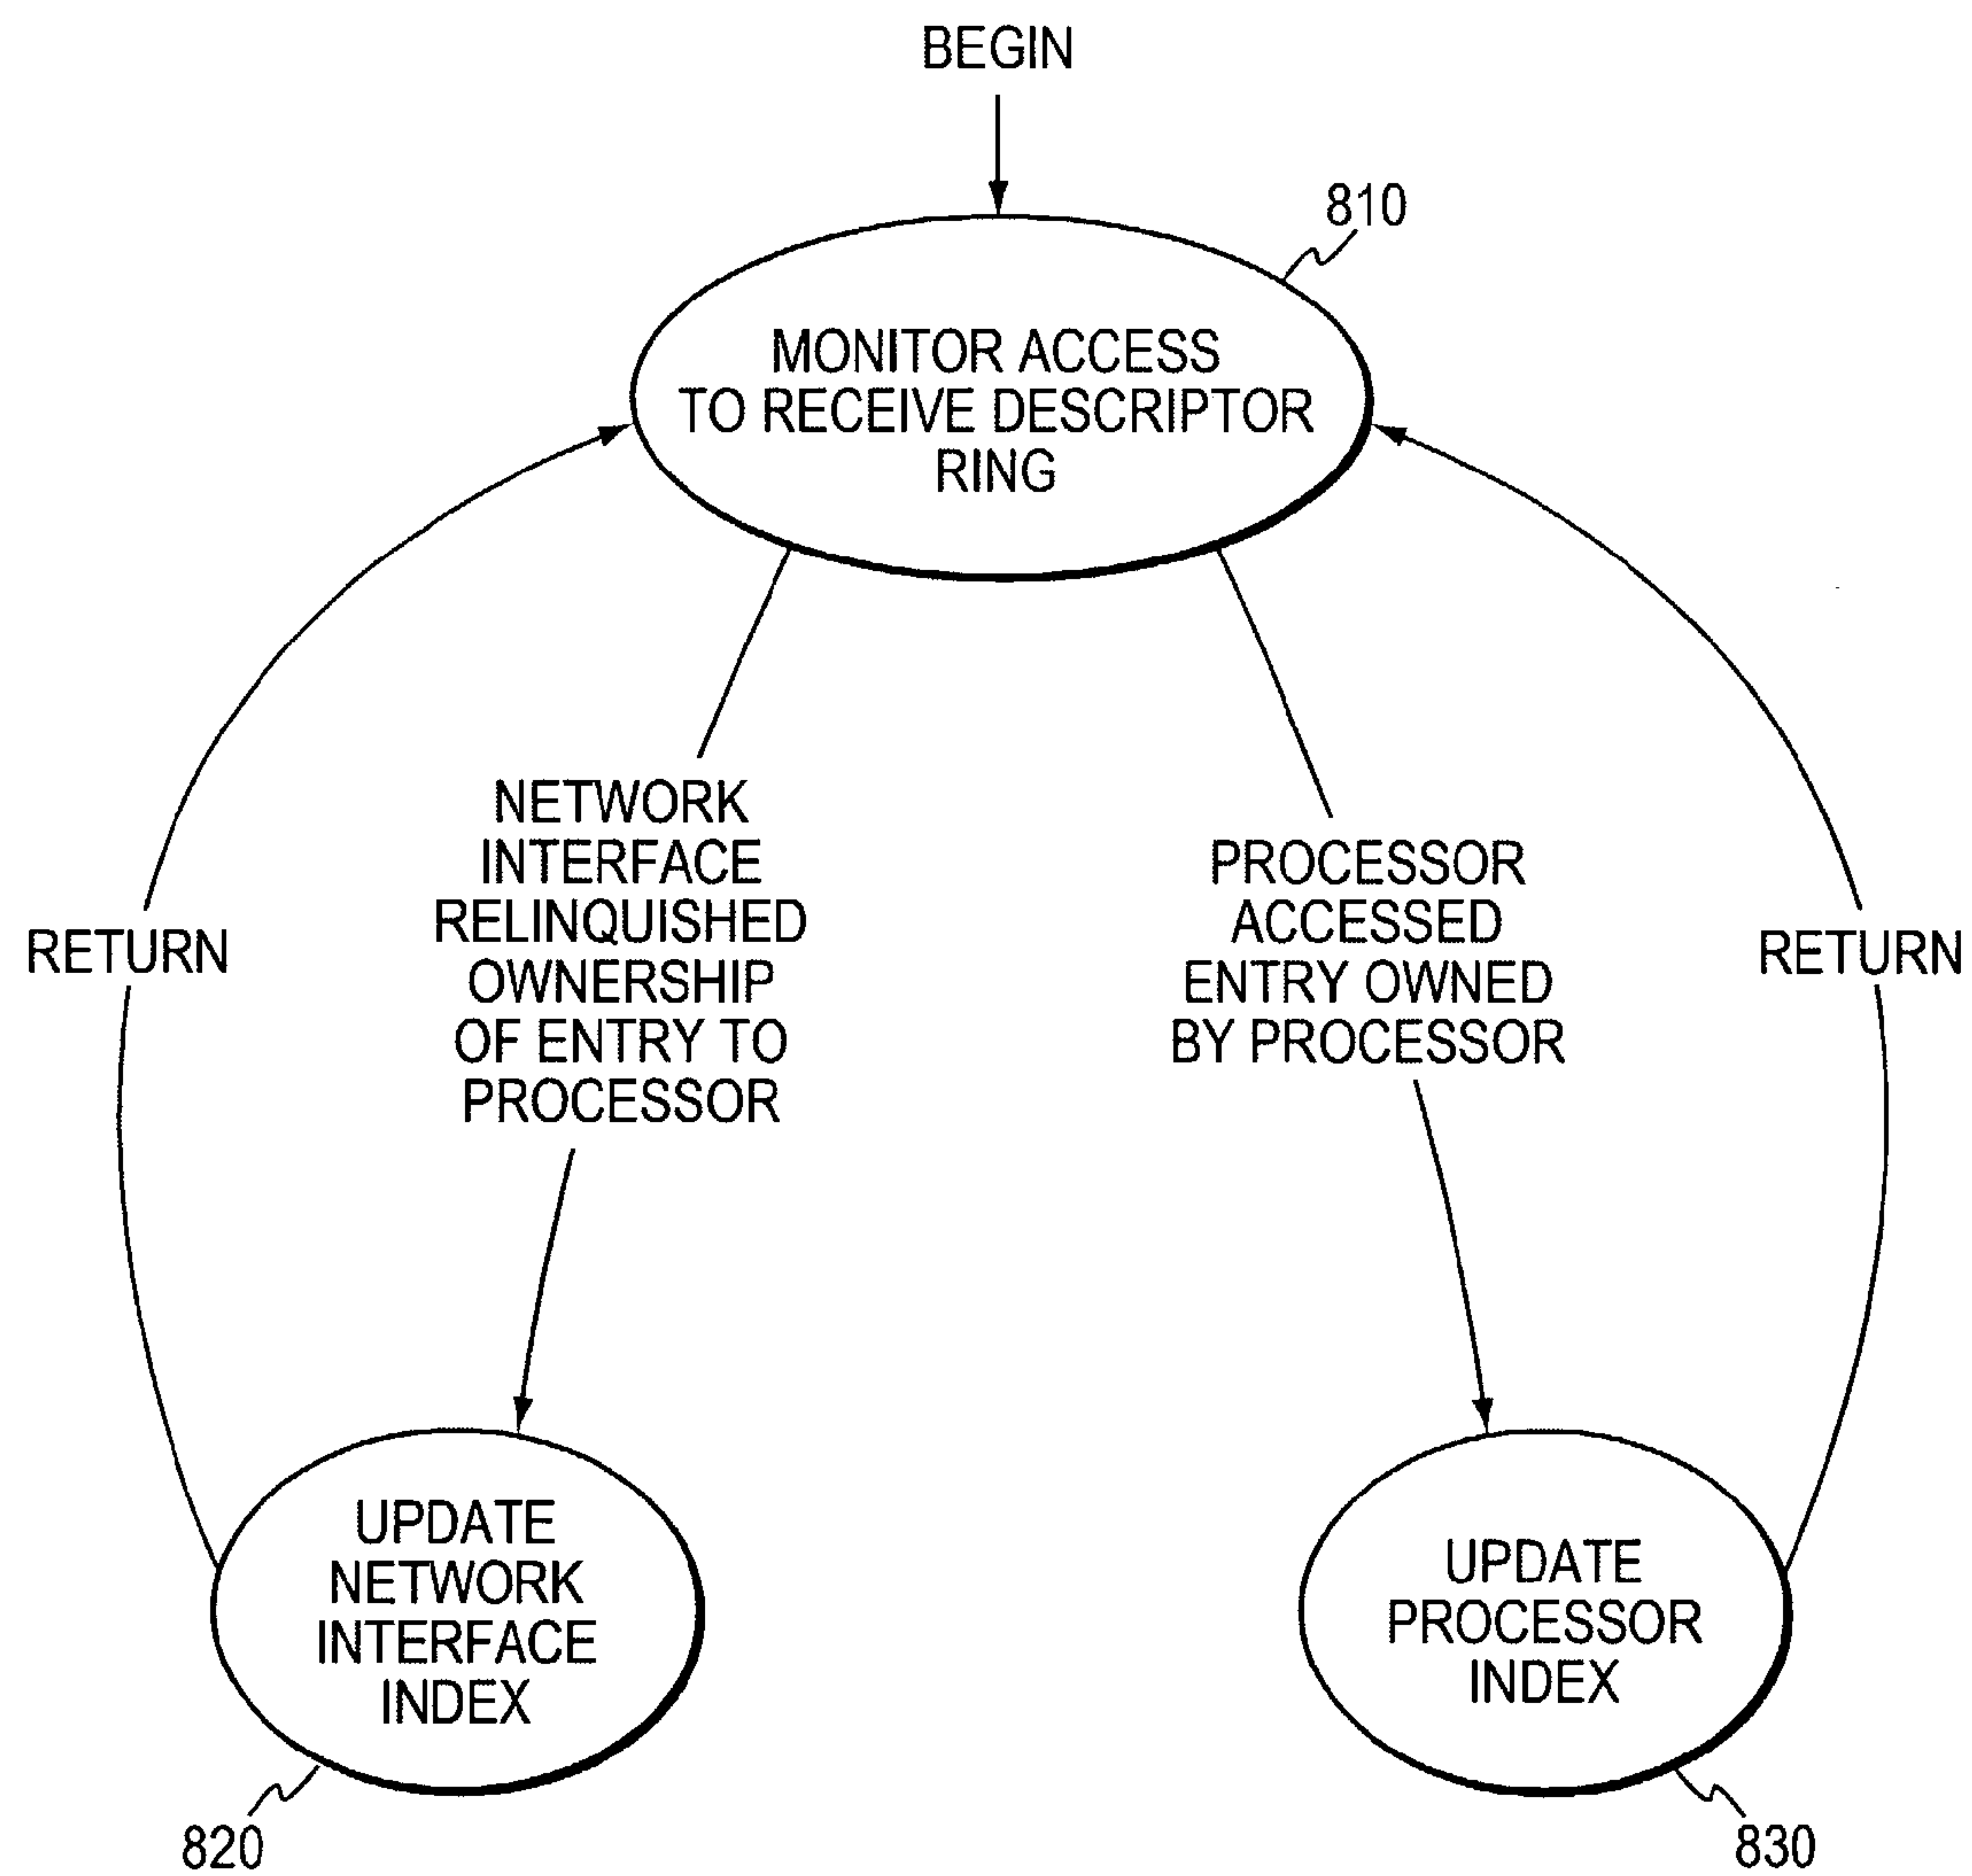 BEGIN
810
MONITOR ACCESS
TO RECEIVE DESCRIPTOR
RING
NETWORK
INTERFACE
RELINQUISHED
OWNERSHIP
OF ENTRY TO
PROCESSOR
PROCESSOR
ACCESSED
ENTRY OWNED
BY PROCESSOR
RETURN
RETURN
UPDATE
NETWORK
INTERFACE
INDEX
UPDATE
PROCESSOR
INDEX
820
830